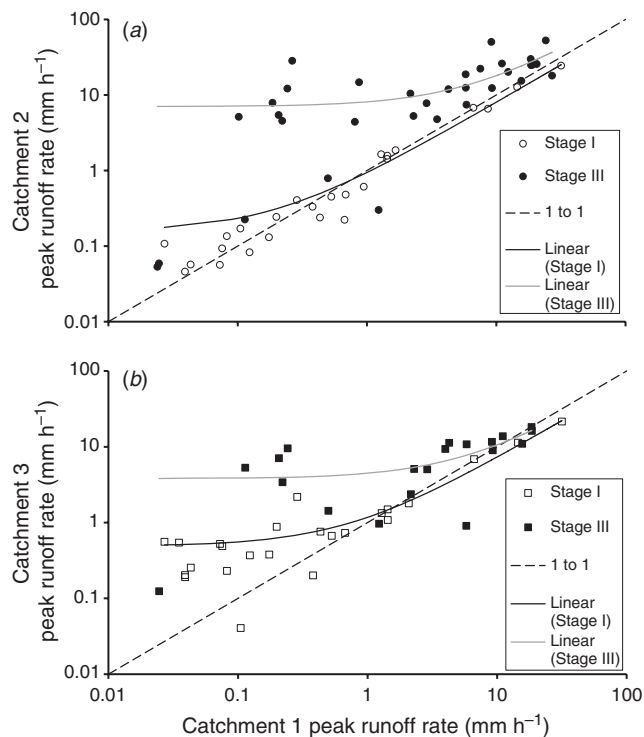 (a)
100
10
1
0.1
0.01
Catchment 2
peak runoff rate (mm h⁻¹)
Stage I
Stage III
1 to 1
Linear
(Stage I)
Linear
(Stage III)
(b)
100
10
1
0.1
0.01
Catchment 3
peak runoff rate (mm h⁻¹)
Stage I
Stage III
1 to 1
Linear
(Stage I)
Linear
(Stage III)
0.01 0.1 1 10 100
Catchment 1 peak runoff rate (mm h⁻¹)